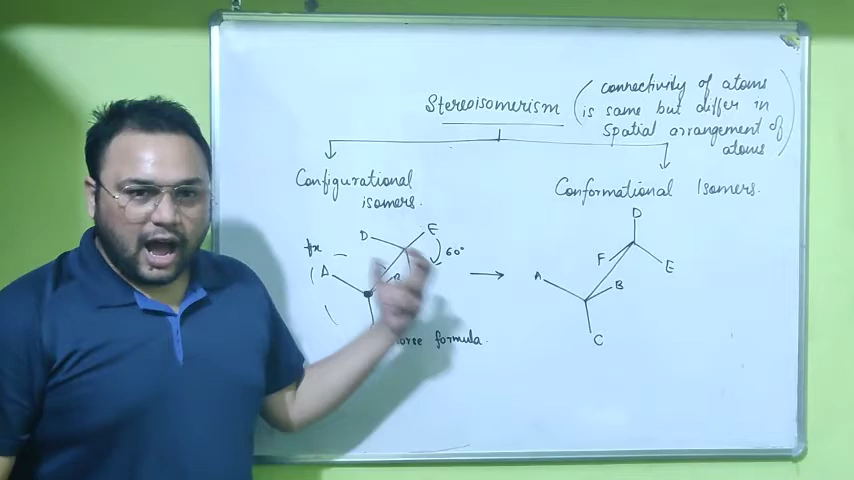 Stereoisomerism
(connectivity of atoms
is same but differ in
spatial arrangement of
atoms)
Configurational
isomers.
Conformational Isomers.
D
E
60°
A
B
formula.
D
F
E
A
B
C